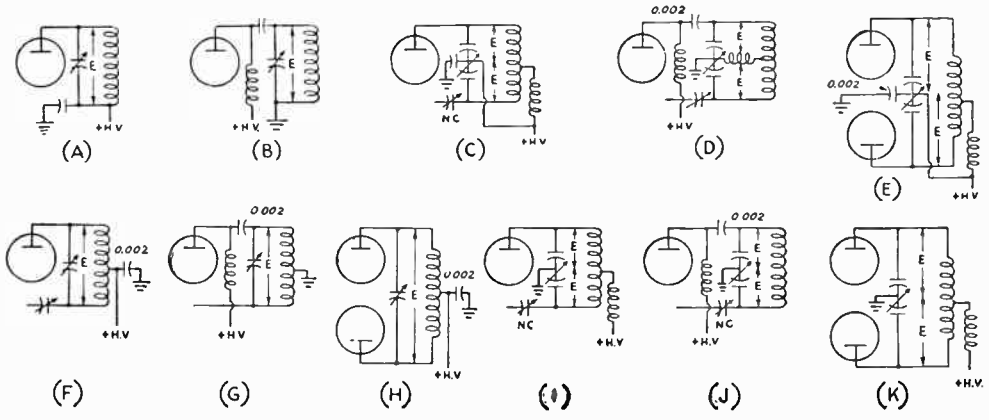 E
+H.V.
(A)
E
+H.V.
(B)
E
E
NC
+H.V
(C)
0.002
E
E
+H.V
(D)
0.002
E
E
+H.V
(E)
0.002
E
+H.V.
(F)
0.002
E
+H.V
(G)
0.002
E
+H.V
(H)
E
E
NC
+H.V
(I)
0.002
E
E
NC
+H.V
(J)
E
E
+H.V.
(K)